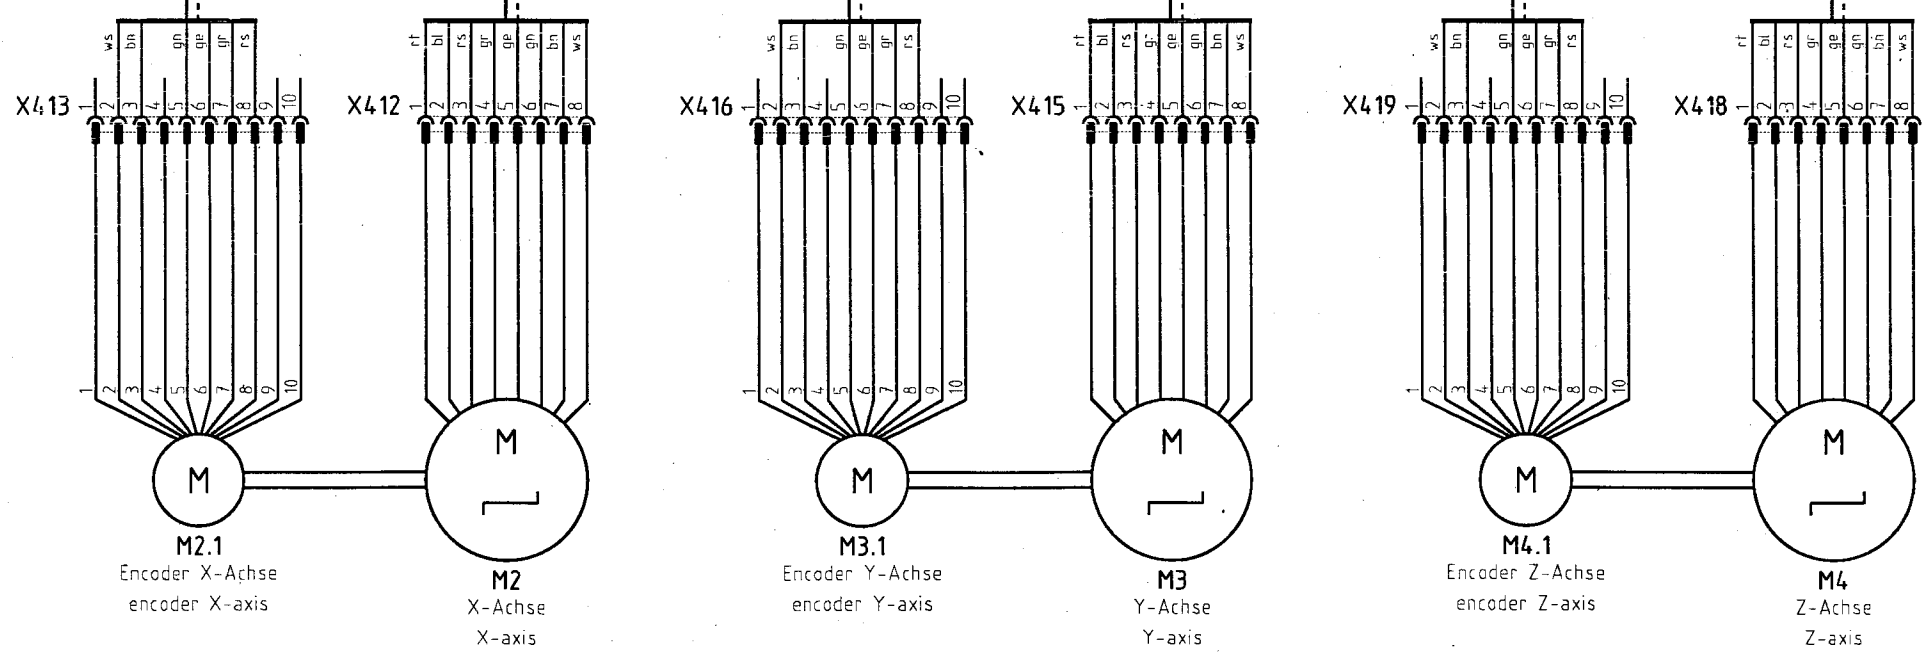 ws bn gn ge gr rs
rt bl rs gr ge gn bn ws
ws bn gn ge gr rs
rt bl rs gr ge gn bn ws
ws bn gn ge gr rs
rt bl rs gr ge gn bn ws
X413 1 2 3 4 5 6 7 8 9 10
X412 1 2 3 4 5 6 7 8
X416 1 2 3 4 5 6 7 8 9 10
X415 1 2 3 4 5 6 7 8
X419 1 2 3 4 5 6 7 8 9 10
X418 1 2 3 4 5 6 7 8
1 2 3 4 5 6 7 8 9 10
1 2 3 4 5 6 7 8 9 10
1 2 3 4 5 6 7 8 9 10
M
M
M
M
M
M
M2.1
Encoder X-Achse
encoder X-axis
M2
X-Achse
X-axis
M3.1
Encoder Y-Achse
encoder Y-axis
M3
Y-Achse
Y-axis
M4.1
Encoder Z-Achse
encoder Z-axis
M4
Z-Achse
Z-axis